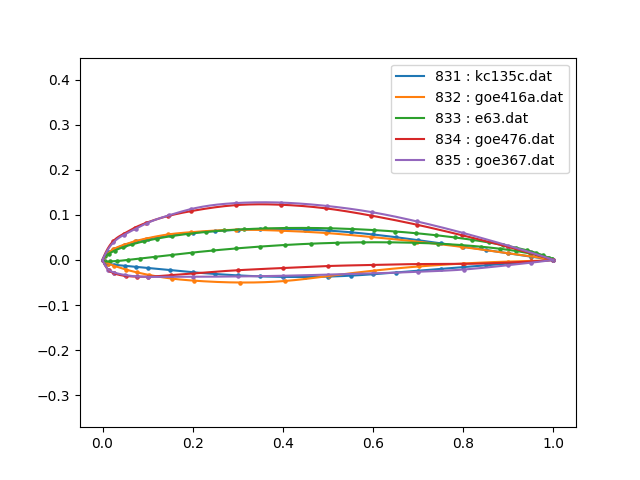 831 : kc135c.dat
832 : goe416a.dat
833 : e63.dat
834 : goe476.dat
835 : goe367.dat
0.4
0.3
0.2
0.1
0.0
−0.1
−0.2
−0.3
0.0 0.2 0.4 0.6 0.8 1.0